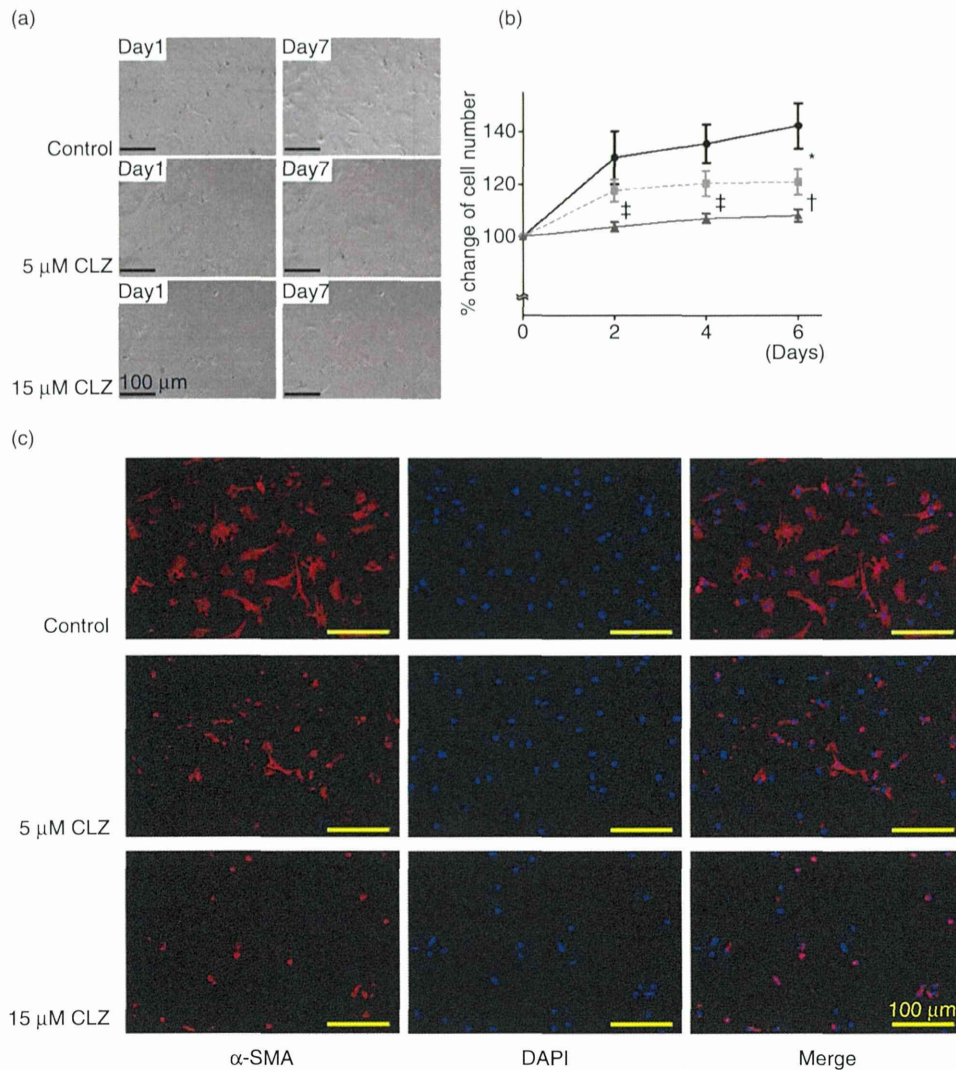 (a)
Day1
Day7
Control
Day1
Day7
5 μM CLZ
Day1
Day7
15 μM CLZ
100 μm
(b)
% change of cell number
140
120
100
*
‡
‡
†
0
2
4
6
(Days)
(c)
Control
5 μM CLZ
15 μM CLZ
100 μm
α-SMA
DAPI
Merge